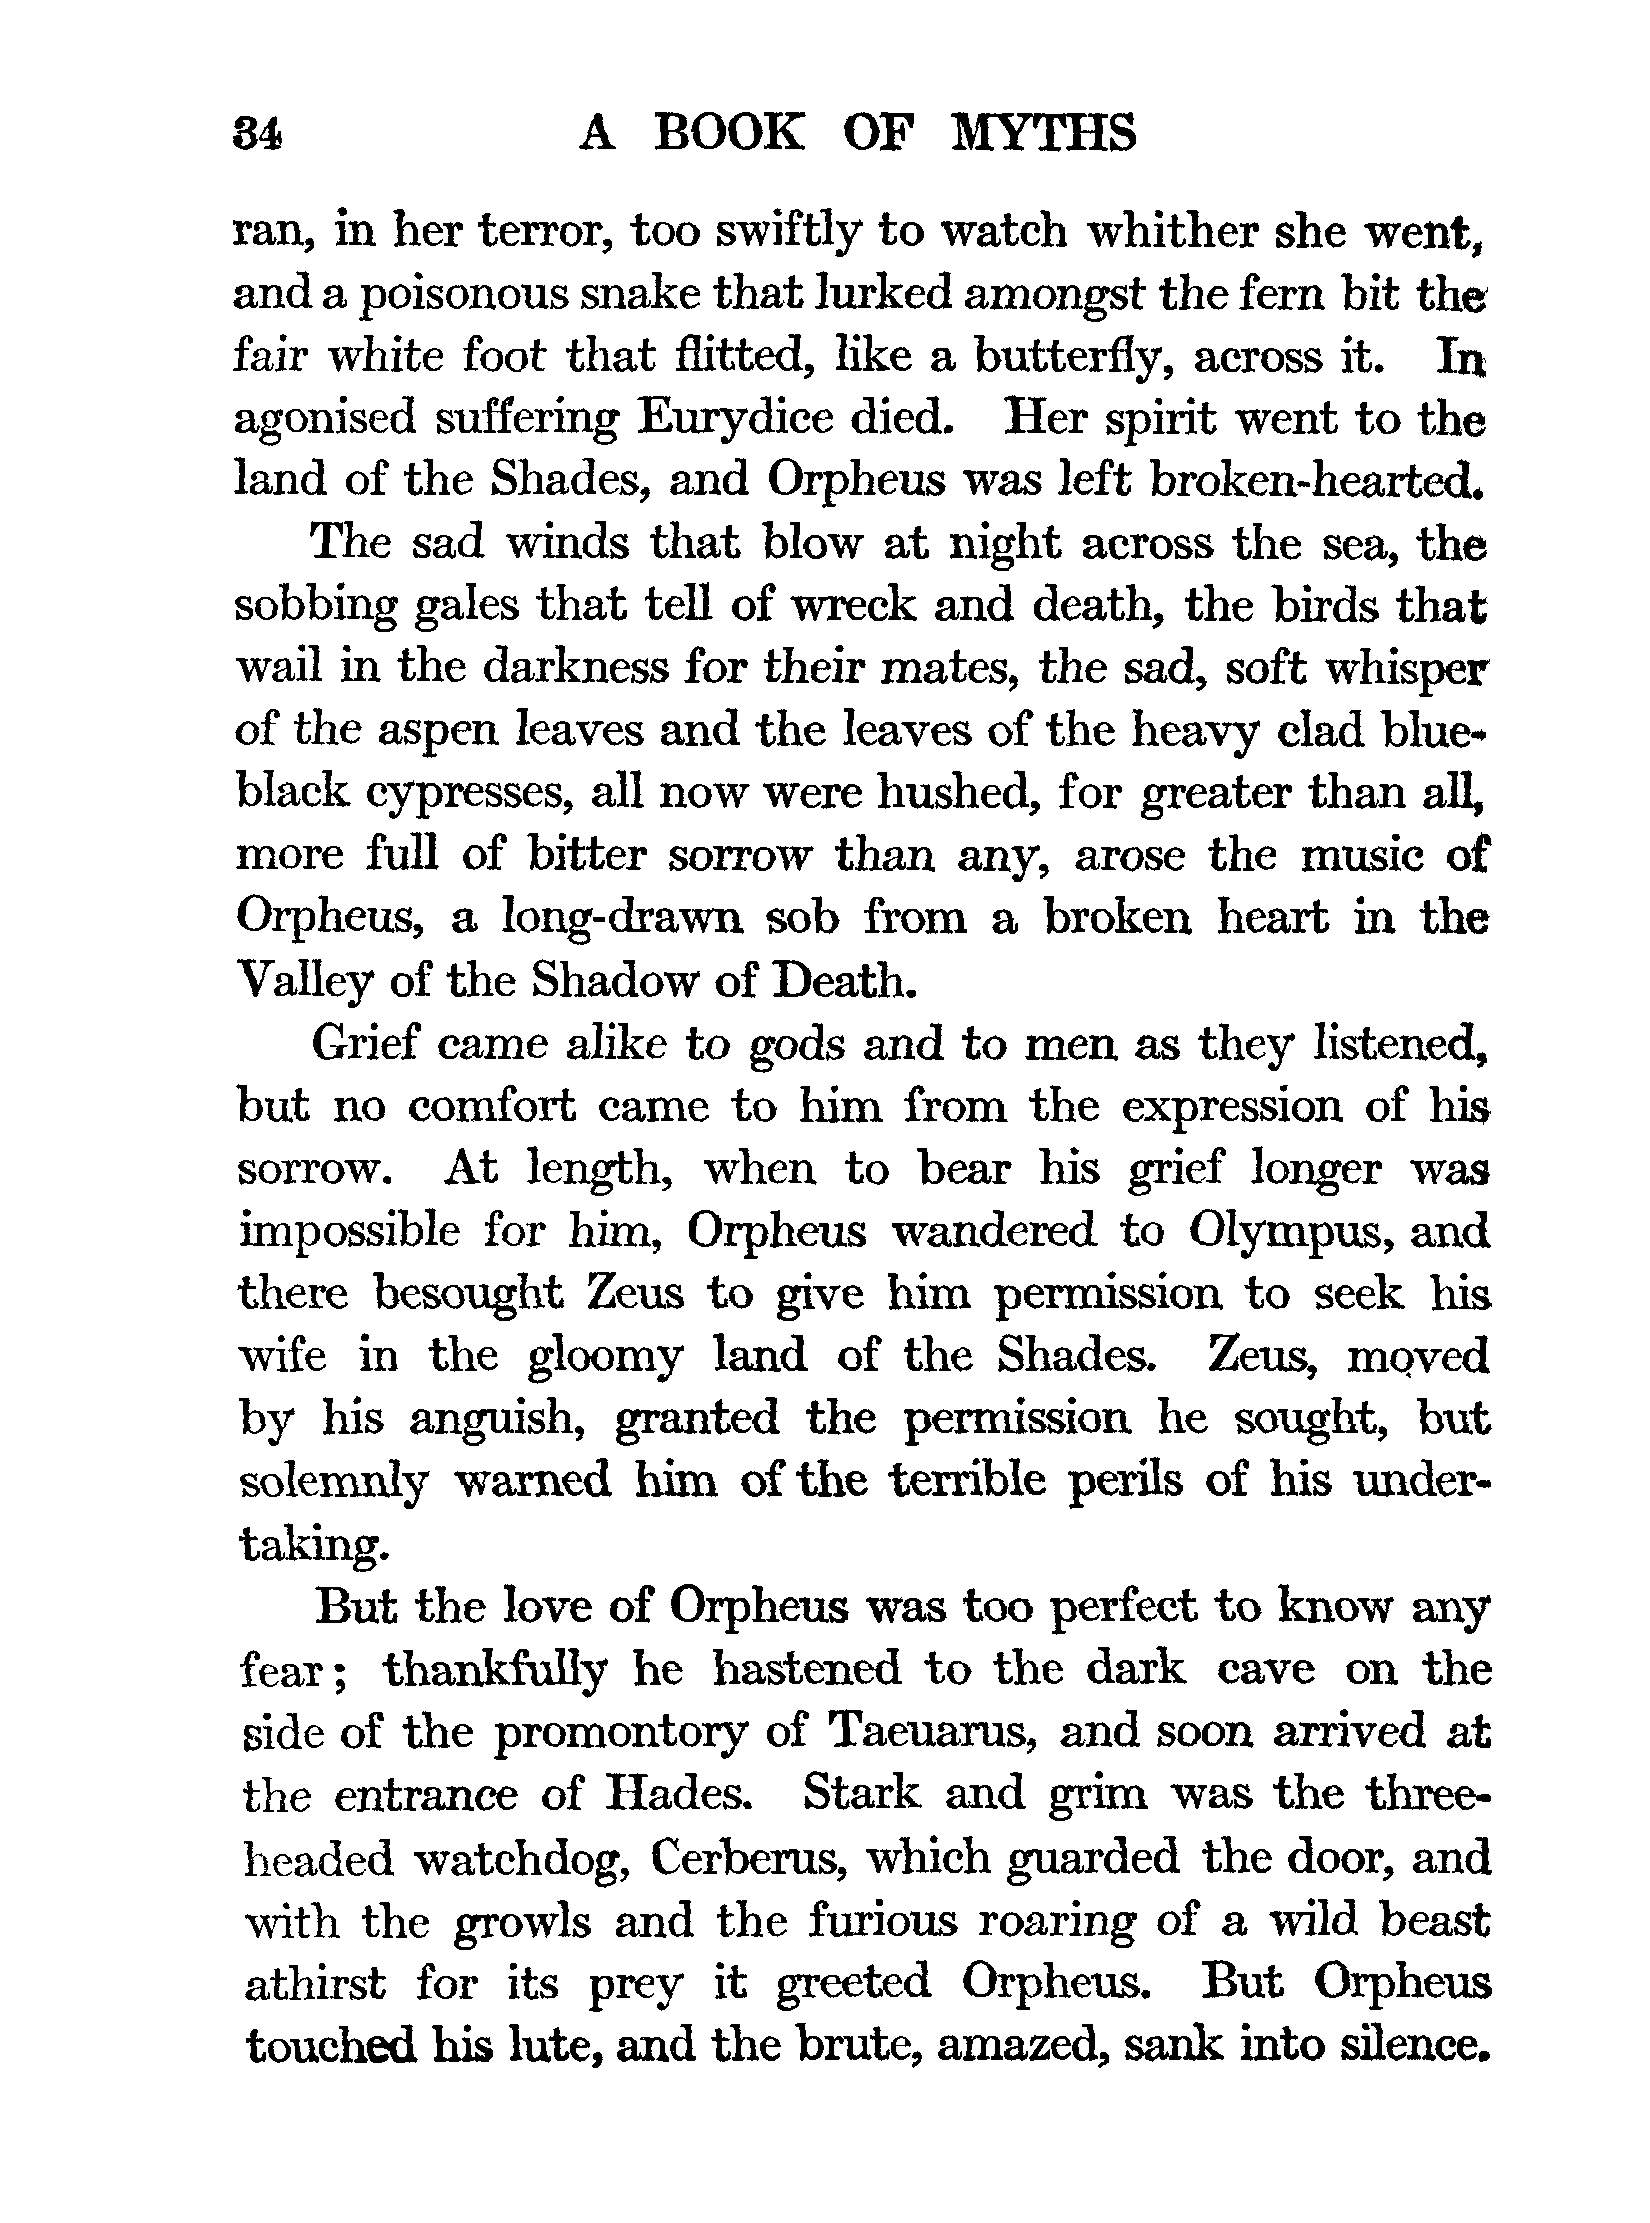 34 A BOOK OF MYTHS
ran, in her terror, too swiftly to watch whither she went,
and a poisonous snake that lurked amongst the fern bit the
fair white foot that flitted, like a butterfly, across it. In
agonised suffering Eurydice died. Her spirit went to the
land of the Shades, and Orpheus was left broken-hearted.
The sad winds that blow at night across the sea, the
sobbing gales that tell of wreck and death, the birds that
wail in the darkness for their mates, the sad, soft whisper
of the aspen leaves and the leaves of the heavy clad blue-
black cypresses, all now were hushed, for greater than all,
more full of bitter sorrow than any, arose the music of
Orpheus, a long-drawn sob from a broken heart in the
Valley of the Shadow of Death.
Grief came alike to gods and to men as they listened,
but no comfort came to him from the expression of his
sorrow. At length, when to bear his grief longer was
impossible for him, Orpheus wandered to Olympus, and
there besought Zeus to give him permission to seek his
wife in the gloomy land of the Shades. Zeus, moved
by his anguish, granted the permission he sought, but
solemnly warned him of the terrible perils of his under-
taking.
But the love of Orpheus was too perfect to know any
fear; thankfully he hastened to the dark cave on the
side of the promontory of Taeuarus, and soon arrived at
the entrance of Hades. Stark and grim was the three-
headed watchdog, Cerberus, which guarded the door, and
with the growls and the furious roaring of a wild beast
athirst for its prey it greeted Orpheus. But Orpheus
touched his lute, and the brute, amazed, sank into silence.